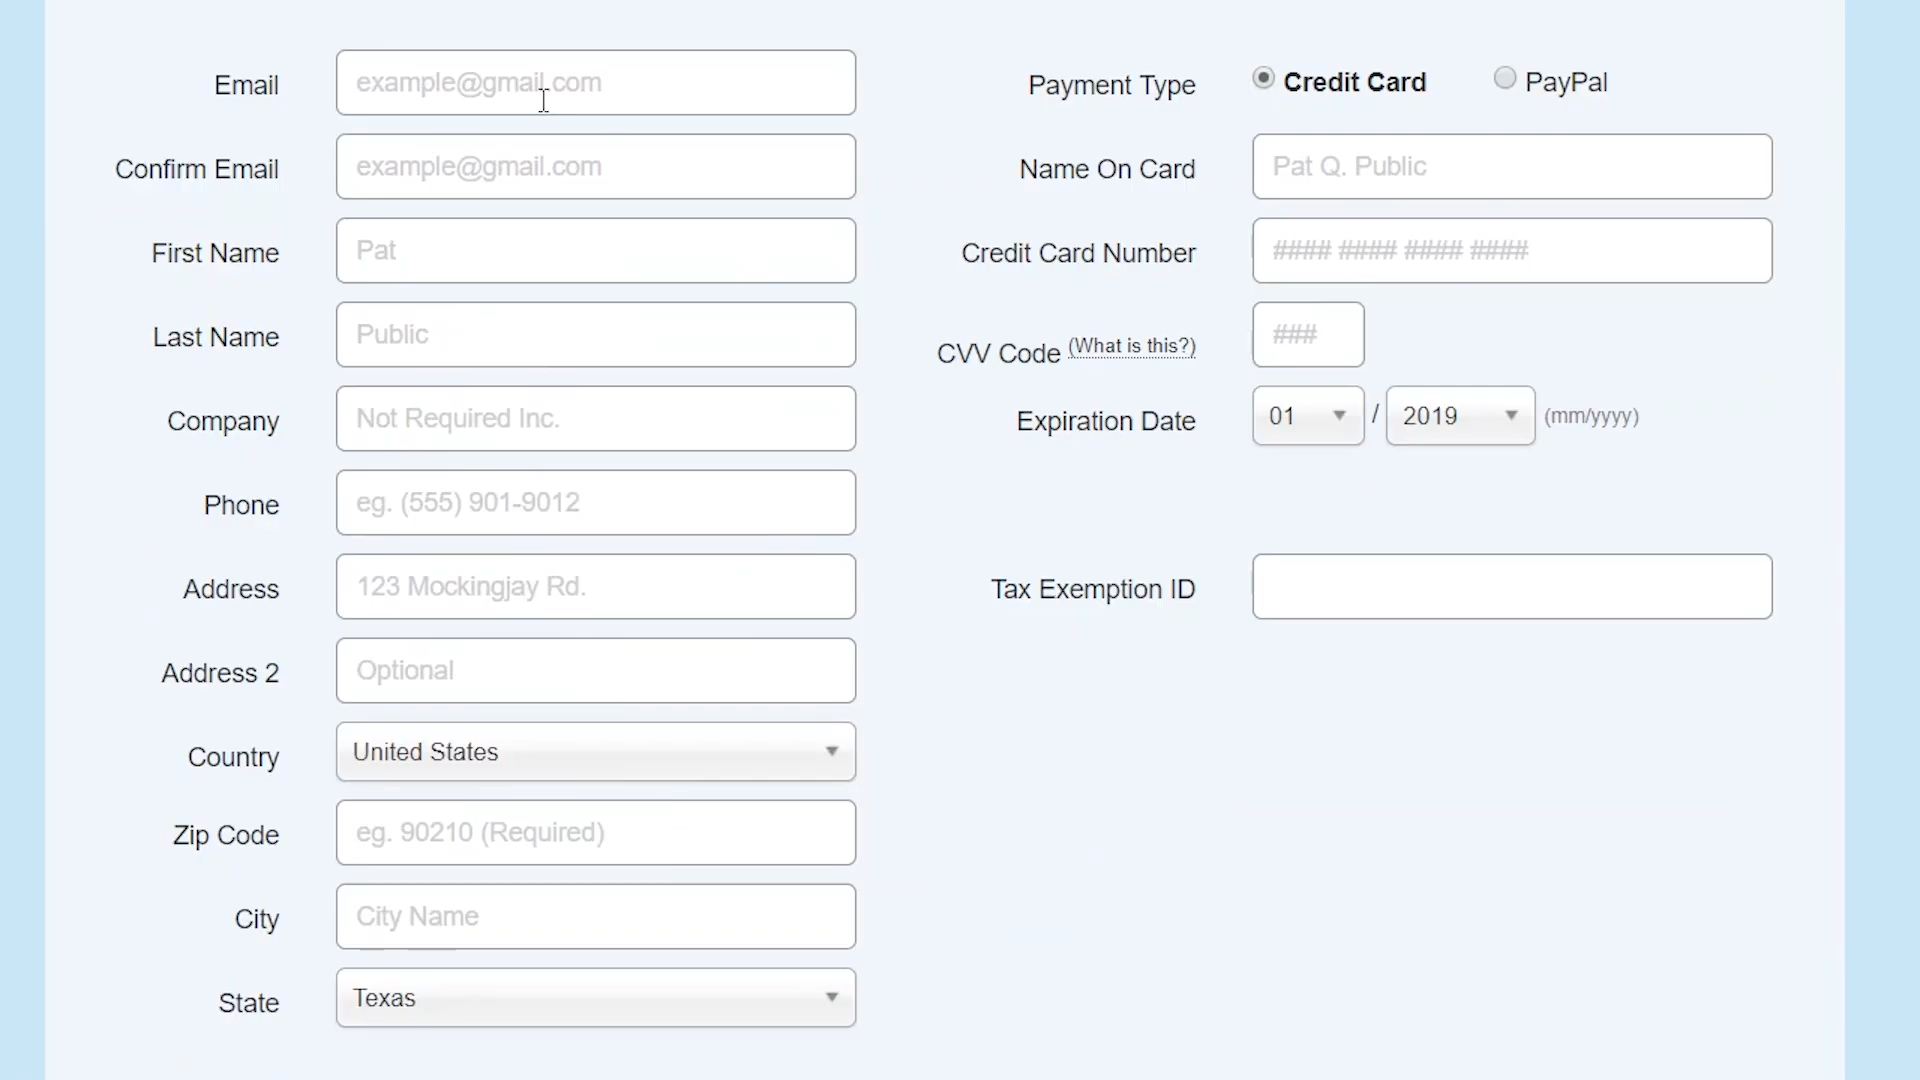 Email example@gmail.com
Confirm Email example@gmail.com
First Name Pat
Last Name Public
Company Not Required Inc.
Phone eg. (555) 901-9012
Address 123 Mockingjay Rd.
Address 2 Optional
Country United States
Zip Code eg. 90210 (Required)
City City Name
State Texas
Payment Type Credit Card PayPal
Name On Card Pat Q. Public
Credit Card Number #### #### #### ####
CVV Code (What is this?) ###
Expiration Date 01 / 2019 (mm/yyyy)
Tax Exemption ID